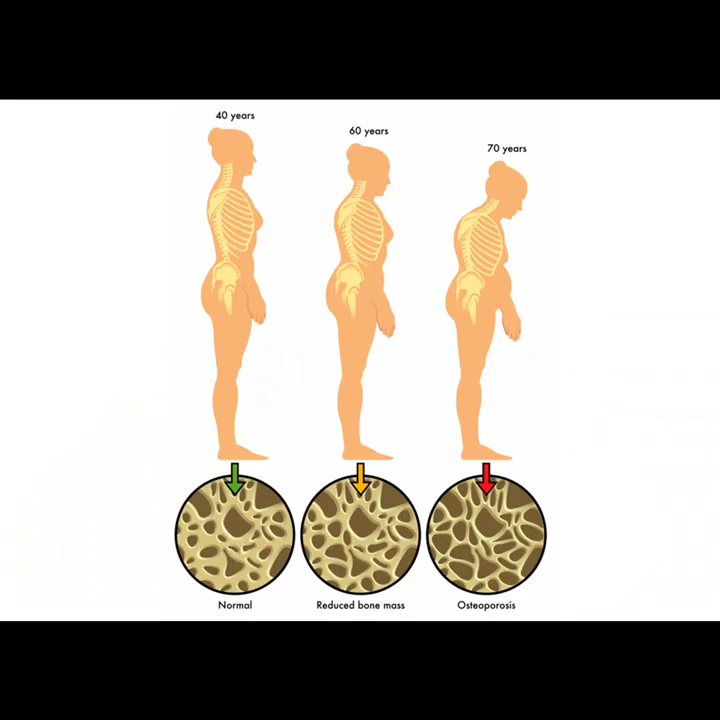 40 years
60 years
70 years
Normal
Reduced bone mass
Osteoporosis